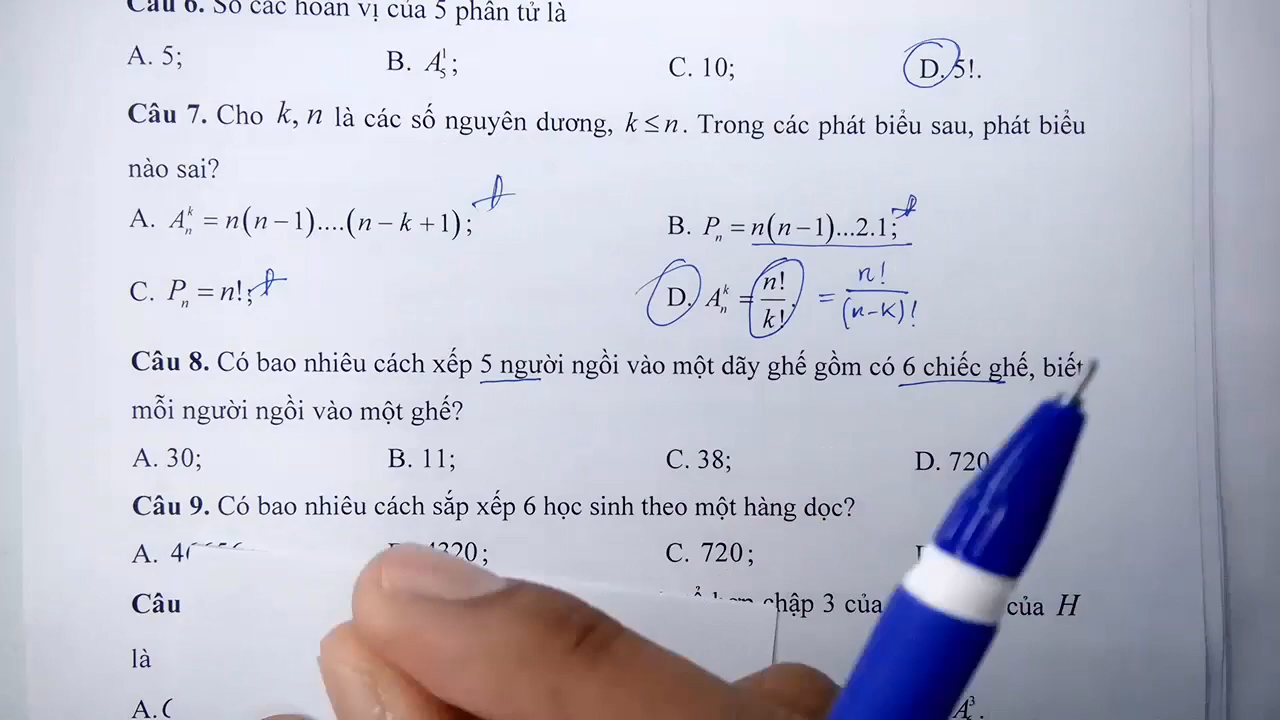 Câu 6. Số các hoán vị của 5 phần tử là
A. 5; B. A₅¹; C. 10; D. 5!.
Câu 7. Cho k, n là các số nguyên dương, k ≤ n. Trong các phát biểu sau, phát biểu
nào sai?
A. Aₙᵏ = n(n−1)....(n−k+1); B. Pₙ = n(n−1)...2.1;
C. Pₙ = n!; D. Aₙᵏ = n!/k!. = n!/(n-k)!
Câu 8. Có bao nhiêu cách xếp 5 người ngồi vào một dãy ghế gồm có 6 chiếc ghế, biết
mỗi người ngồi vào một ghế?
A. 30; B. 11; C. 38; D. 720
Câu 9. Có bao nhiêu cách sắp xếp 6 học sinh theo một hàng dọc?
A. C. 720;
Câu chập 3 của của H
là
A.